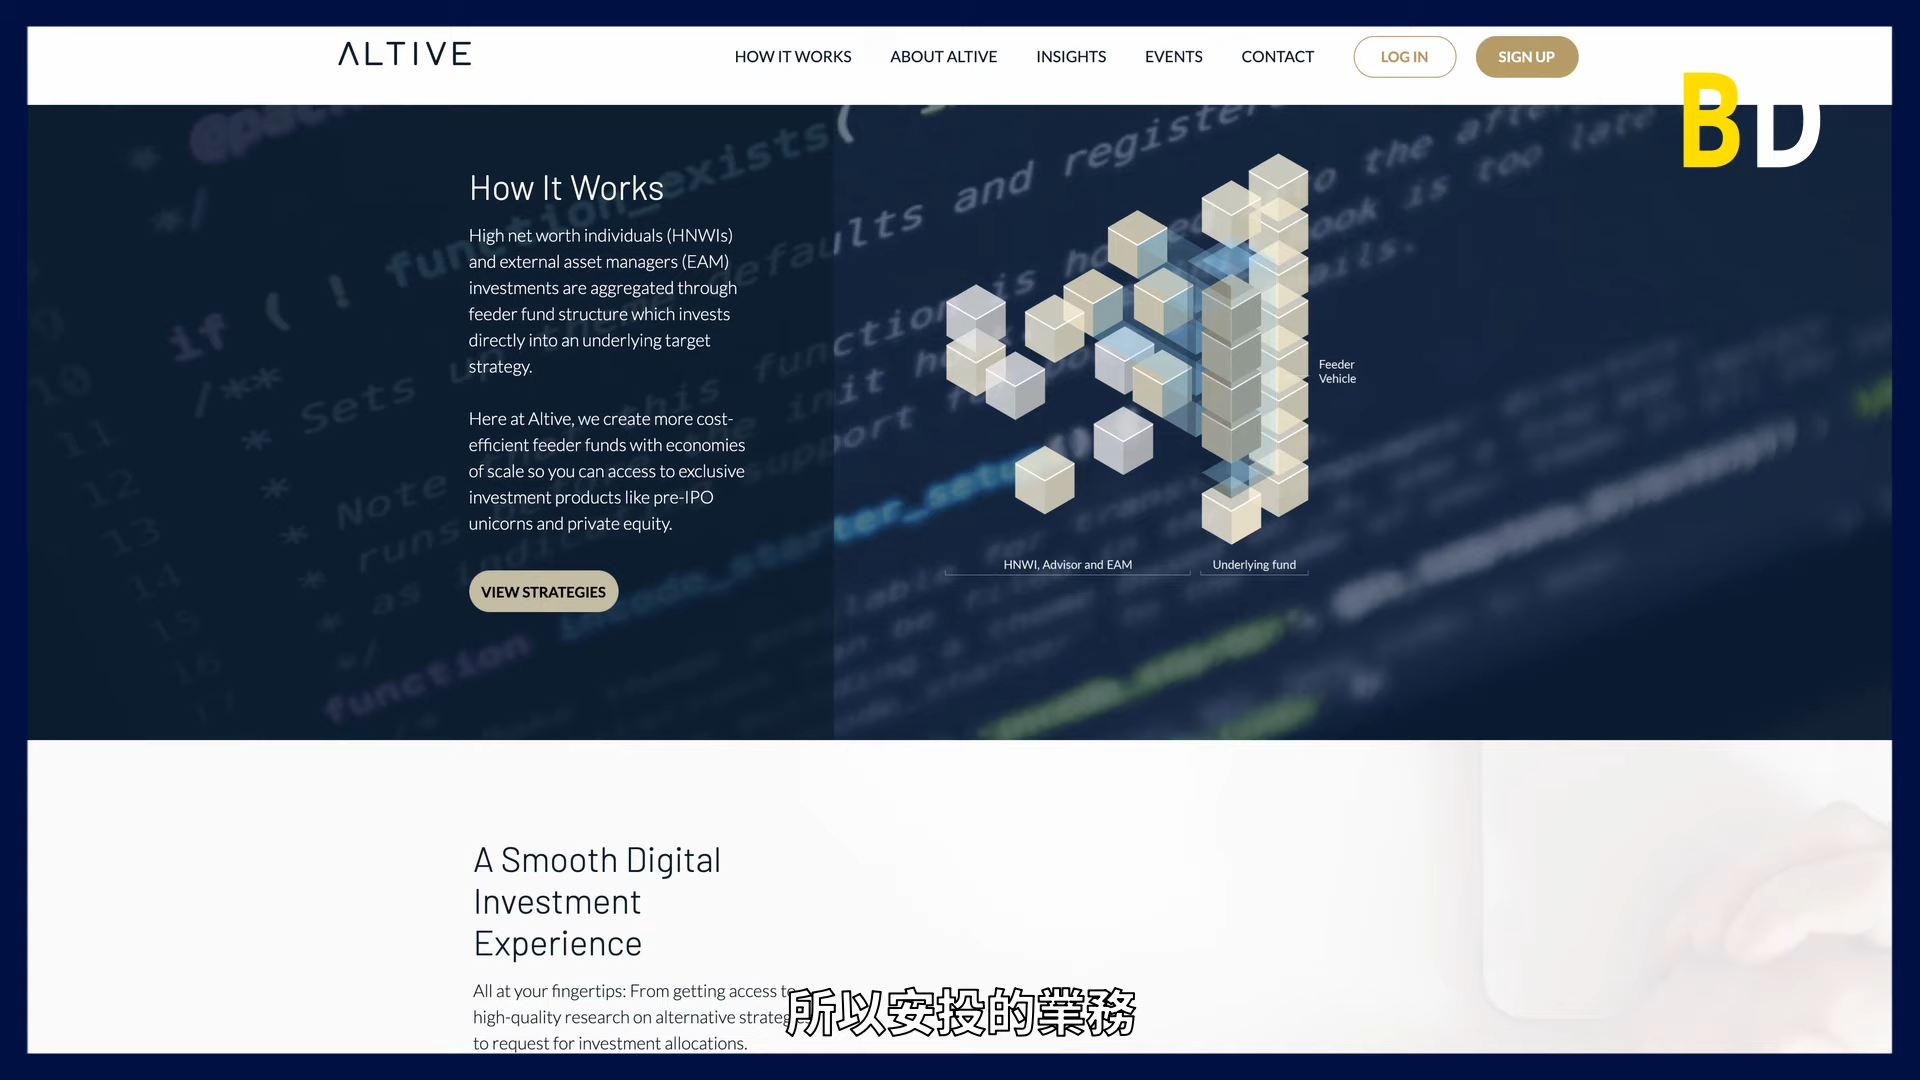 ALTIVE
HOW IT WORKS
ABOUT ALTIVE
INSIGHTS
EVENTS
CONTACT
LOG IN
SIGN UP
BD
How It Works
High net worth individuals (HNWIs)
and external asset managers (EAM)
investments are aggregated through
feeder fund structure which invests
directly into an underlying target
strategy.
Here at Altive, we create more cost-
efficient feeder funds with economies
of scale so you can access to exclusive
investment products like pre-IPO
unicorns and private equity.
VIEW STRATEGIES
Feeder
Vehicle
HNWI, Advisor and EAM
Underlying fund
A Smooth Digital
Investment
Experience
All at your fingertips: From getting access to
high-quality research on alternative
to request for investment allocations.
所以安投的業務